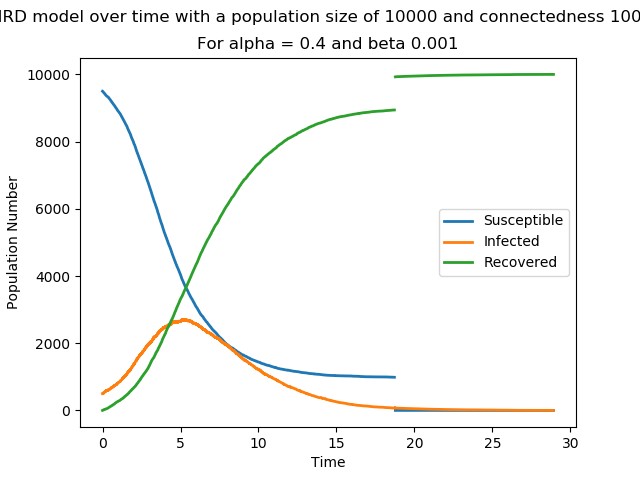 IRD model over time with a population size of 10000 and connectedness 100
For alpha = 0.4 and beta 0.001
10000
8000
6000
4000
2000
0
Population Number
Susceptible
Infected
Recovered
0 5 10 15 20 25 30
Time